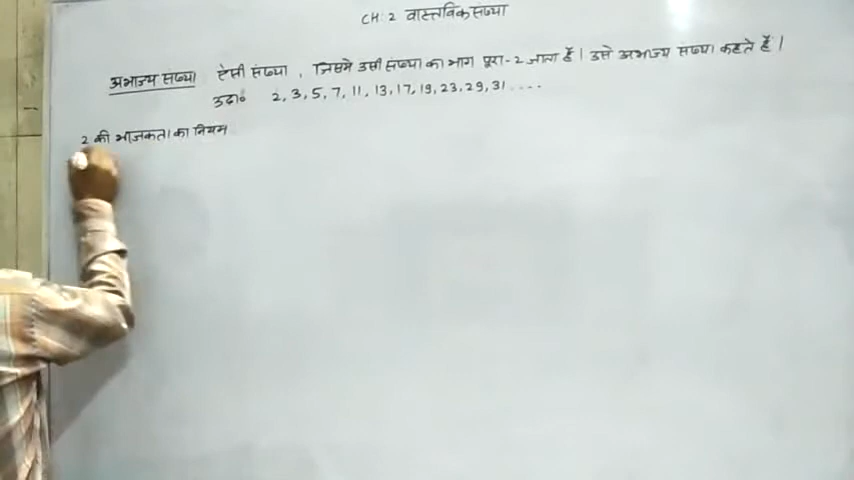 CH: 2 वास्तविक संख्या
अभाज्य संख्या ऐसी संख्या , जिसमे उसी संख्या का भाग पूरा-2 जाता हैं । उसे अभाज्य संख्या कहते हैं ।
उदा० 2, 3, 5, 7, 11, 13, 17, 19, 23, 29, 31 ....
2 की भाजकता का नियम